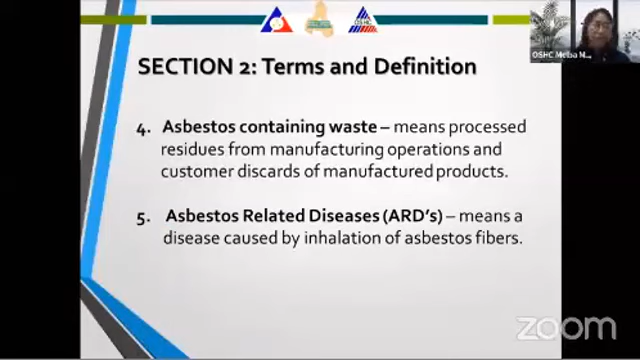 OSHC
OSHC Melba M...
SECTION 2: Terms and Definition
4. Asbestos containing waste – means processed
residues from manufacturing operations and
customer discards of manufactured products.
5. Asbestos Related Diseases (ARD's) – means a
disease caused by inhalation of asbestos fibers.
zoom